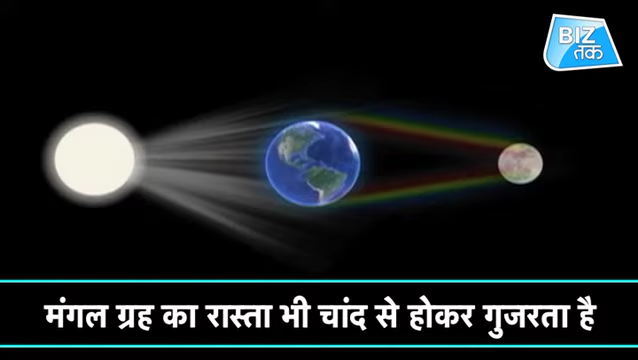 BIZ
तक
मंगल ग्रह का रास्ता भी चांद से होकर गुजरता है